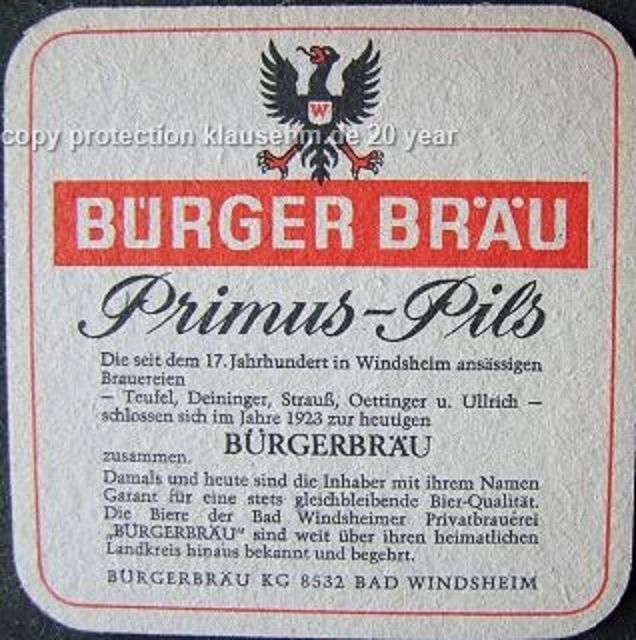 W
copy protection klausehm.de 20 year
BÜRGER BRÄU
Primus-Pils
Die seit dem 17. Jahrhundert in Windsheim ansässigen
Brauereien
— Teufel, Deininger, Strauß, Oettinger u. Ullrich —
schlossen sich im Jahre 1923 zur heutigen
BÜRGERBRÄU
zusammen.
Damals und heute sind die Inhaber mit ihrem Namen
Garant für eine stets gleichbleibende Bier-Qualität.
Die Biere der Bad Windsheimer Privatbrauerei
„BÜRGERBRÄU“ sind weit über ihren heimatlichen
Landkreis hinaus bekannt und begehrt.
BÜRGERBRÄU KG 8532 BAD WINDSHEIM